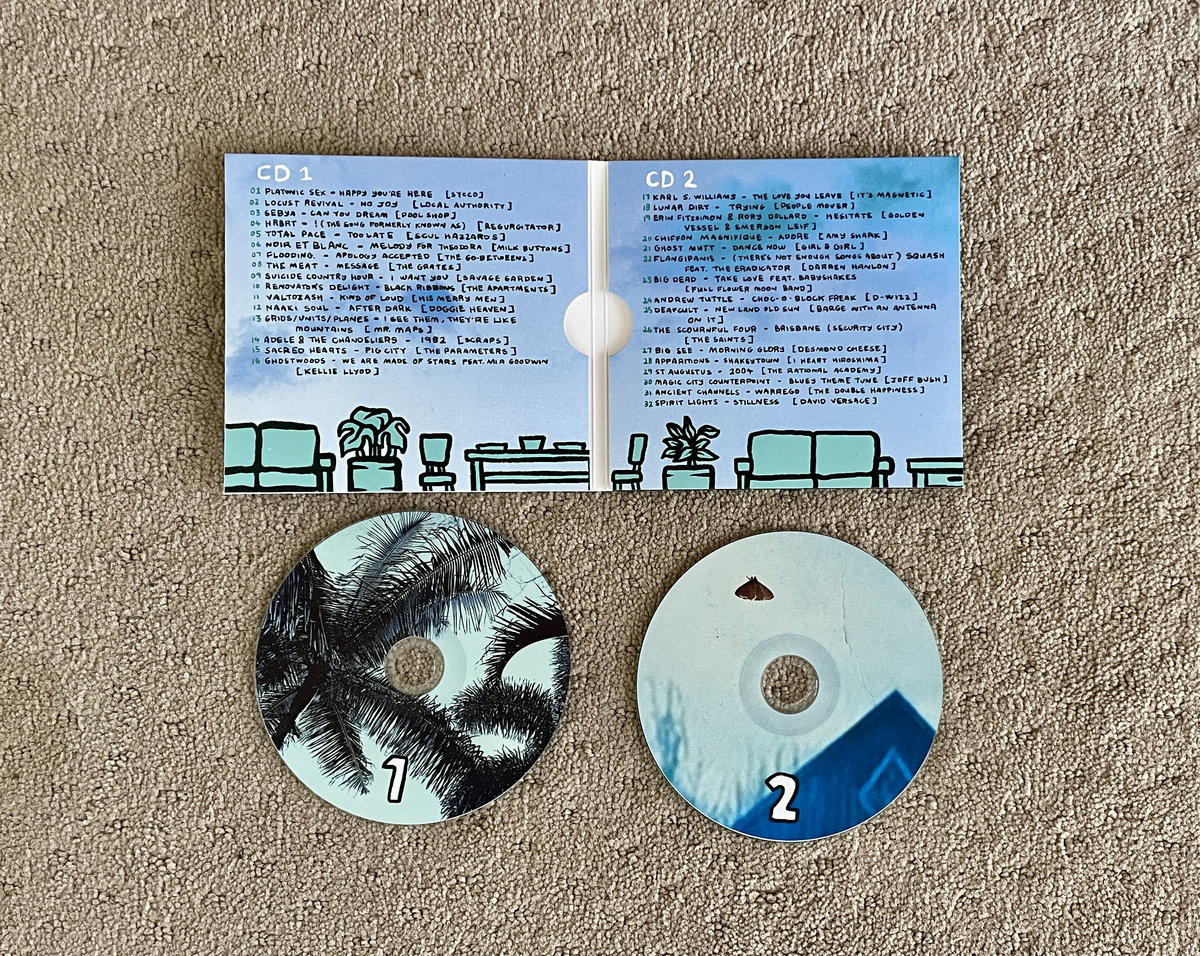 CD 1
01 PLATONIC SEX - HAPPY YOU'RE HERE [SYCCO]
02 LOCUST REVIVAL - NO JOY [LOCAL AUTHORITY]
03 GEBYA - CAN YOU DREAM [POOL SHOP]
04 HRBRT - ! (THE SONG FORMERLY KNOWN AS) [REGURGITATOR]
05 TOTAL PACE - TOO LATE [SCUL HAZZARDS]
06 NOIR ET BLANC - MELODY FOR THEODORA [MILK BUTTONS]
07 FLOODING. - APOLOGY ACCEPTED [THE GO-BETWEENS]
08 THE MEAT - MESSAGE [THE GRATES]
09 SUICIDE COUNTRY HOUR - I WANT YOU [SAVAGE GARDEN]
10 RENOVATOR'S DELIGHT - BLACK RIBBONS [THE APARTMENTS]
11 VALTOZASH - KIND OF LOUD [HIS MERRY MEN]
12 NAAKI SOUL - AFTER DARK [DOGGIE HEAVEN]
13 GRIDS/UNITS/PLANES - I SEE THEM, THEY'RE LIKE
MOUNTAINS [MR. MAPS]
14 ADELE & THE CHANDELIERS - 1982 [SCRAPS]
15 SACRED HEARTS - PIG CITY [THE PARAMETERS]
16 GHOSTWOODS - WE ARE MADE OF STARS FEAT. MIA GOODWIN
[KELLIE LLYOD]
CD 2
17 KARL S. WILLIAMS - THE LOVE YOU LEAVE [IT'S MAGNETIC]
18 LUNAR DIRT - TRYING [PEOPLE MOVER]
19 ERIN FITZSIMON & RORY DOLLARD - HESITATE [GOLDEN
VESSEL & EMERSON LEIF]
20 CHIFFON MAGNIFIQUE - ADORE [AMY SHARK]
21 GHOST MUTT - DANCE NOW [GIRL & GIRL]
22 FLANGIPANIS - (THERE'S NOT ENOUGH SONGS ABOUT) SQUASH
FEAT. THE ERADICATOR [DARREN HANLON]
23 BIG DEAD - TAKE LOVE FEAT. BABYSHAKES
[FULL FLOWER MOON BAND]
24 ANDREW TUTTLE - CHOC-O-BLOCK FREAK [D-WIZZ]
25 DEAFCULT - NEW LAND OLD SUN [BARGE WITH AN ANTENNA
ON IT]
26 THE SCOURNFUL FOUR - BRISBANE (SECURITY CITY)
[THE SAINTS]
27 BIG SEE - MORNING GLORY [DESMOND CHEESE]
28 APPARITIONS - SHAKEYTOWN [I HEART HIROSHIMA]
29 ST AUGUSTUS - 2004 [THE RATIONAL ACADEMY]
30 MAGIC CITY COUNTERPOINT - BLUEY THEME TUNE [JOFF BUSH]
31 ANCIENT CHANNELS - WARREGO [THE DOUBLE HAPPINESS]
32 SPIRIT LIGHTS - STILLNESS [DAVID VERSACE]
1
2